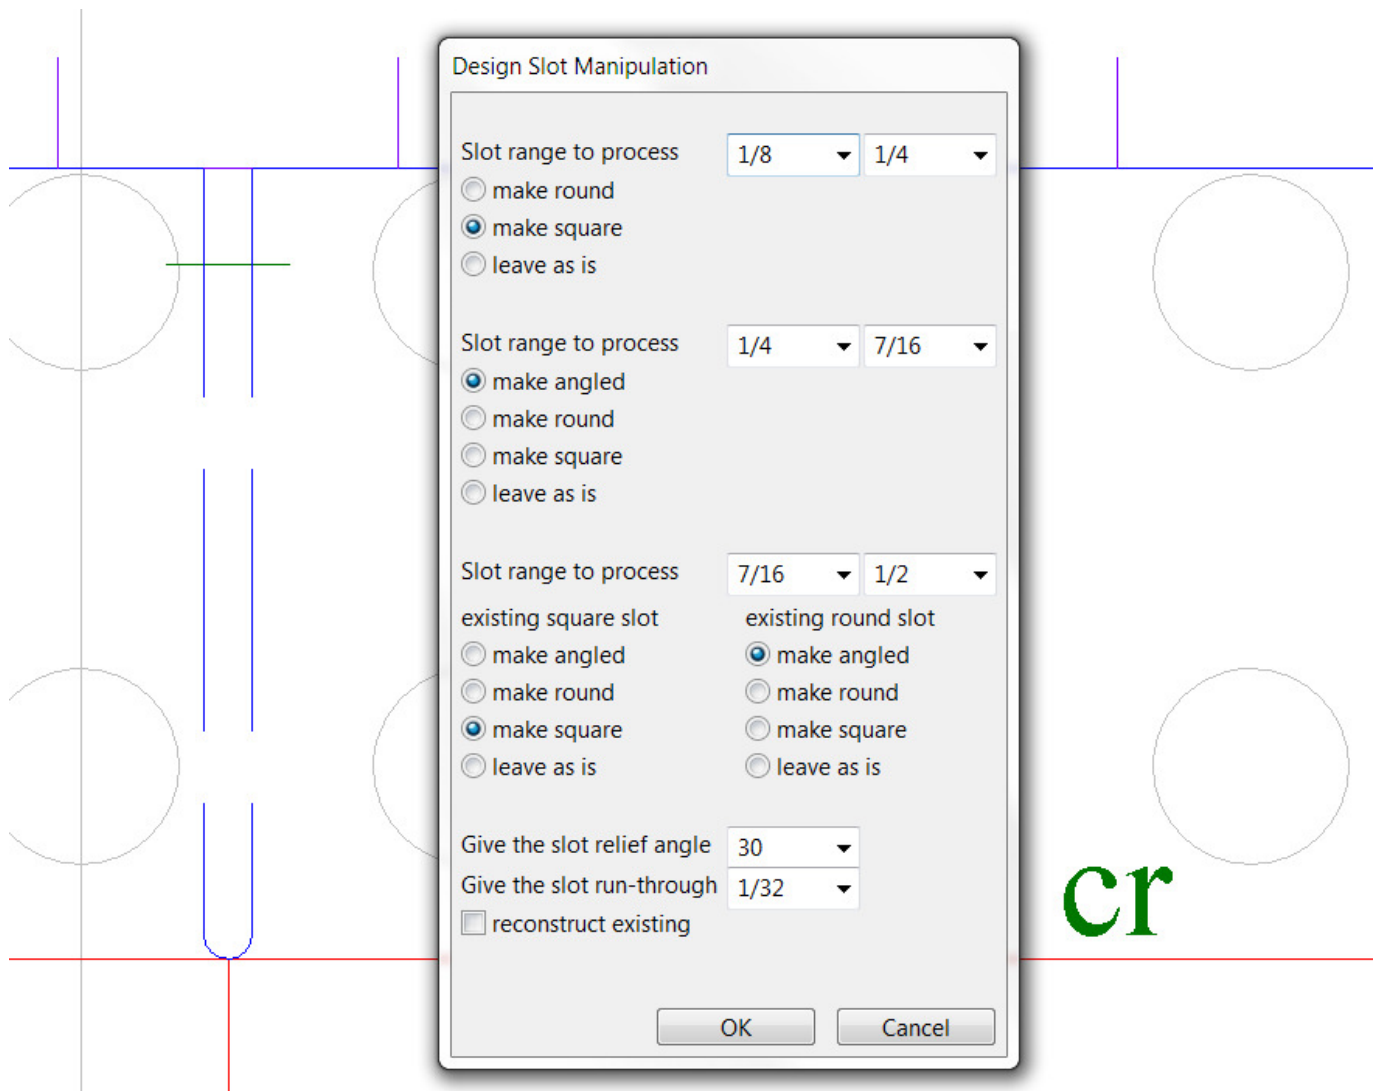 Design Slot Manipulation
Slot range to process 1/8 1/4
make round
make square
leave as is
Slot range to process 1/4 7/16
make angled
make round
make square
leave as is
Slot range to process 7/16 1/2
existing square slot existing round slot
make angled make angled
make round make round
make square make square
leave as is leave as is
Give the slot relief angle 30
Give the slot run-through 1/32
reconstruct existing
cr
OK Cancel